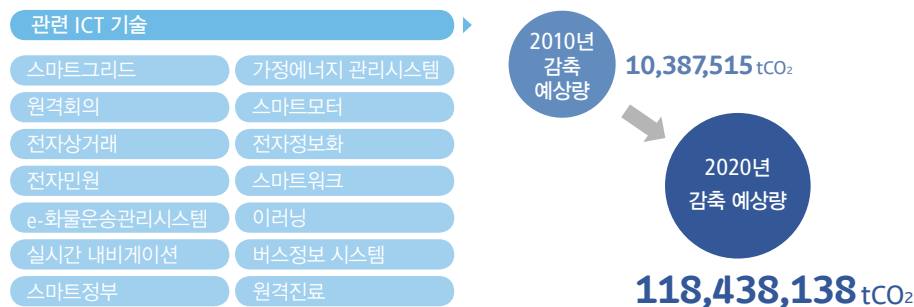 관련 ICT 기술
스마트그리드
가정에너지 관리시스템
원격회의
스마트모터
전자상거래
전자정보화
전자민원
스마트워크
e-화물운송관리시스템
이러닝
실시간 내비게이션
버스정보 시스템
스마트정부
원격진료
2010년
감축
예상량
10,387,515 tCO₂
2020년
감축 예상량
118,438,138 tCO₂